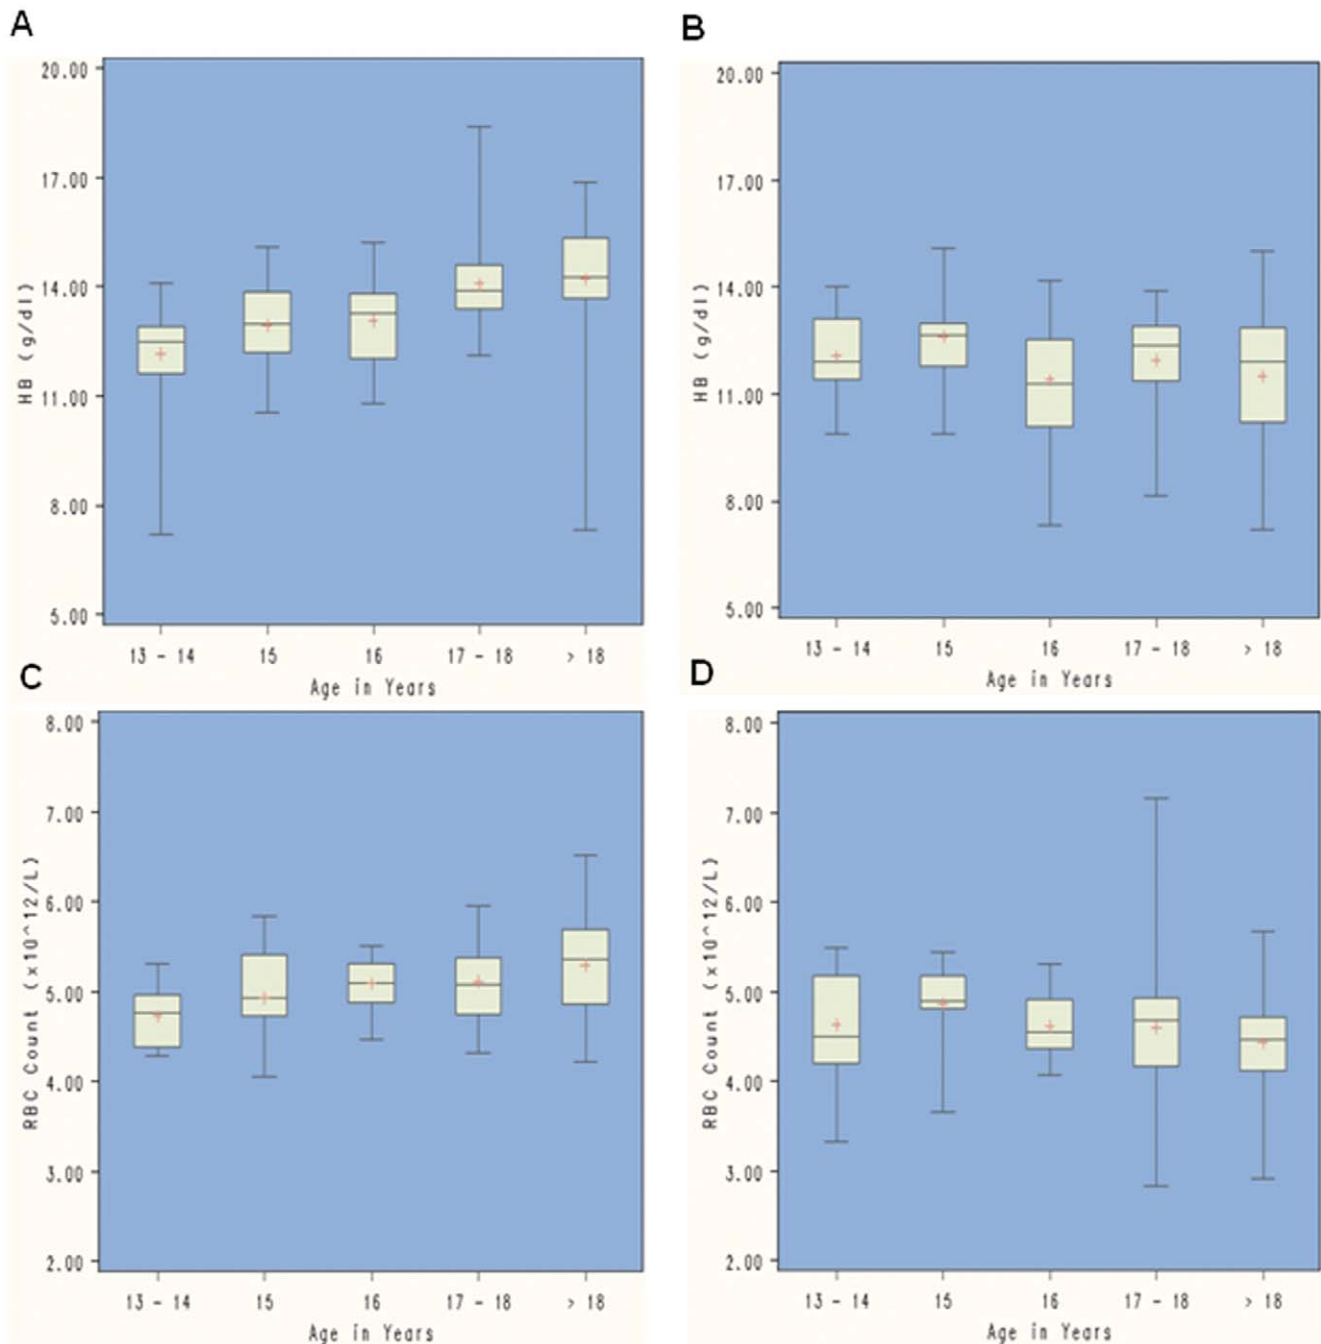 A
20.00
17.00
14.00
11.00
8.00
5.00
HB (g/dl)
13 - 14 15 16 17 - 18 > 18
Age in Years
B
20.00
17.00
14.00
11.00
8.00
5.00
HB (g/dl)
13 - 14 15 16 17 - 18 > 18
Age in Years
C
8.00
7.00
6.00
5.00
4.00
3.00
2.00
RBC Count (x10^12/L)
13 - 14 15 16 17 - 18 > 18
Age in Years
D
8.00
7.00
6.00
5.00
4.00
3.00
2.00
RBC Count (x10^12/L)
13 - 14 15 16 17 - 18 > 18
Age in Years